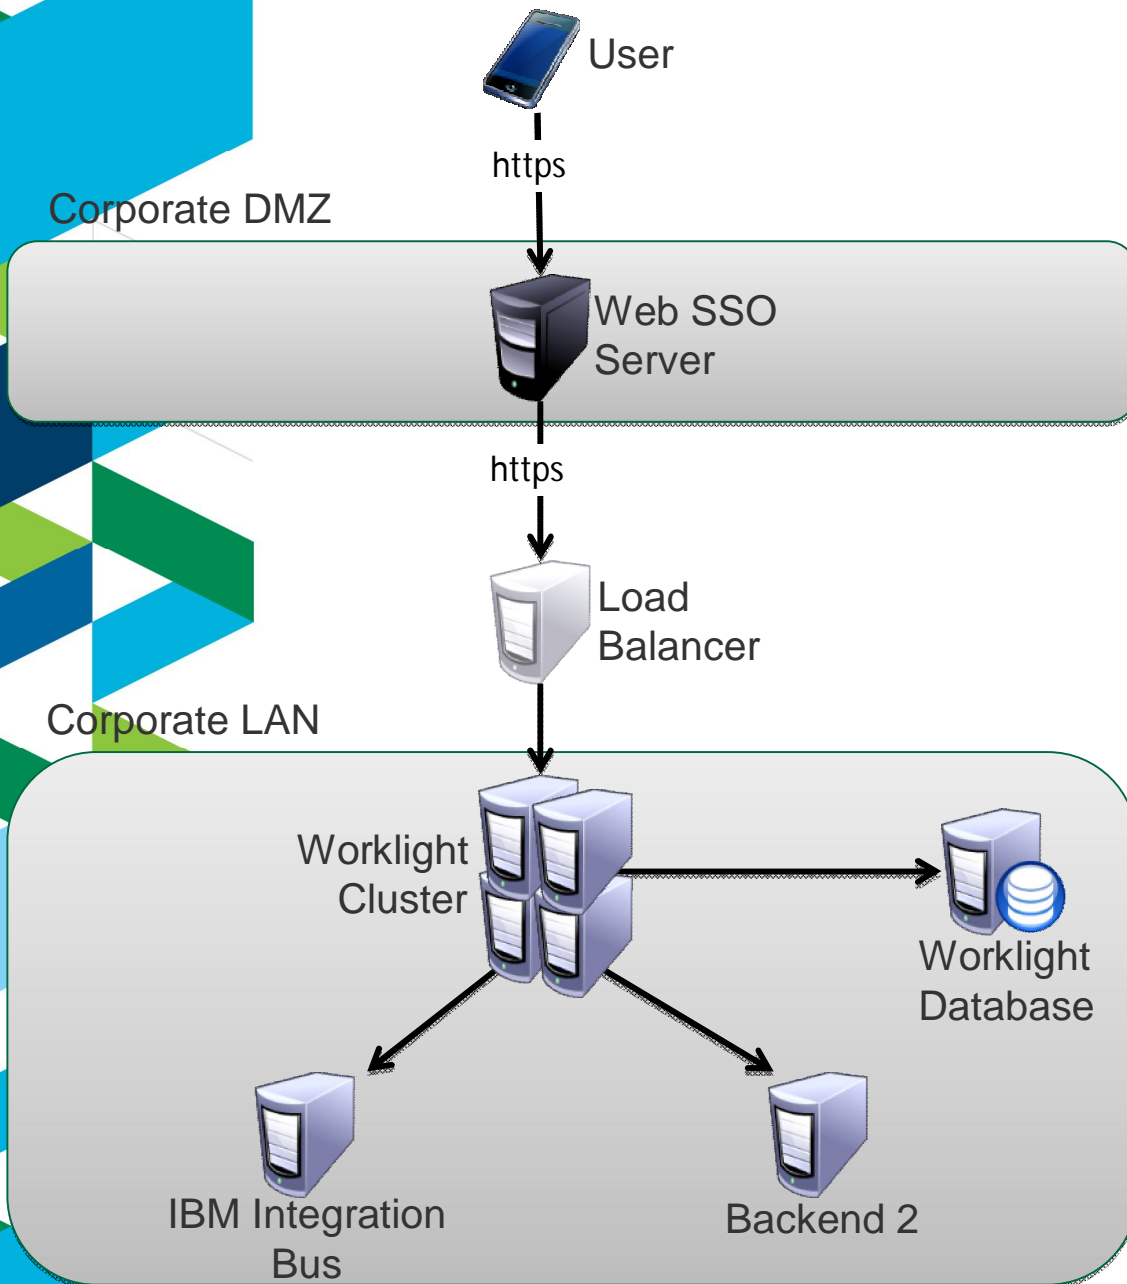 User
https
Corporate DMZ
Web SSO
Server
https
Load
Balancer
Corporate LAN
Worklight
Cluster
Worklight
Database
IBM Integration
Bus
Backend 2